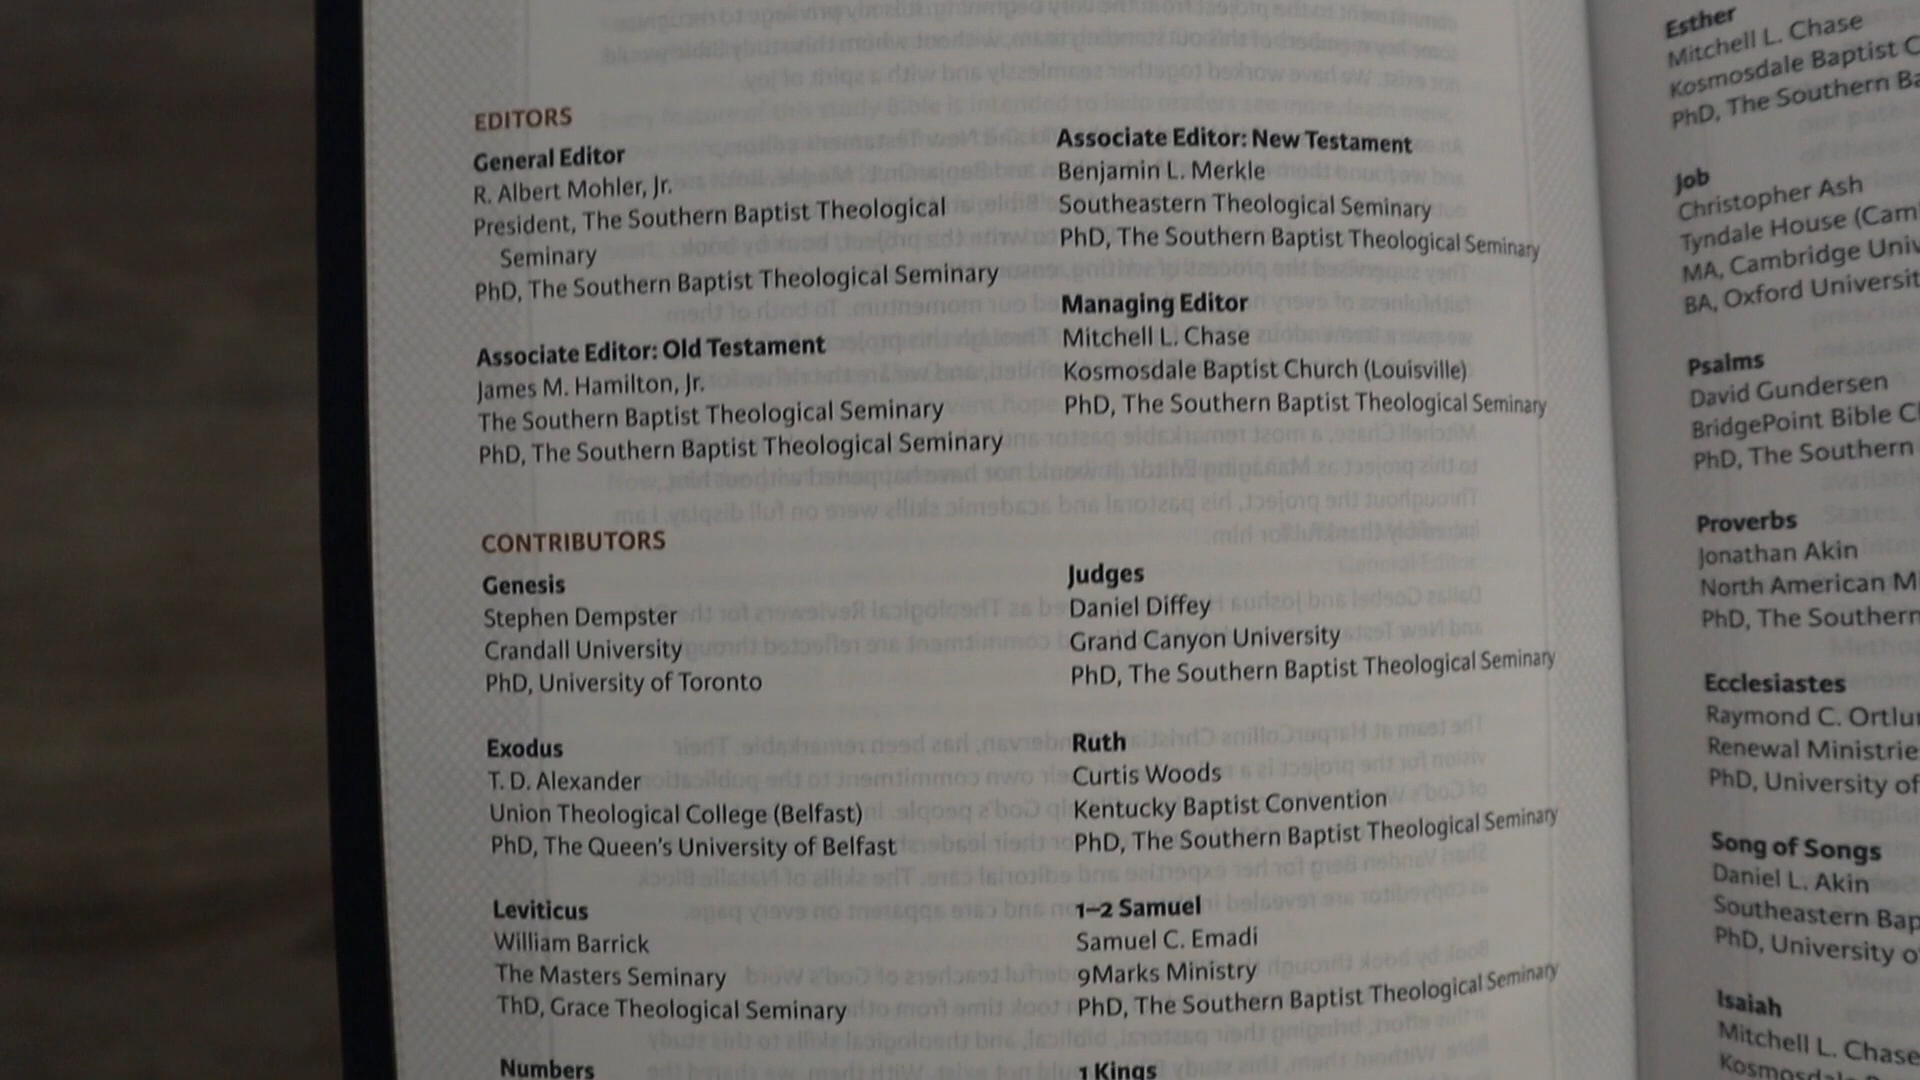 EDITORS
General Editor
R. Albert Mohler, Jr.
President, The Southern Baptist Theological
Seminary
PhD, The Southern Baptist Theological Seminary
Associate Editor: Old Testament
James M. Hamilton, Jr.
The Southern Baptist Theological Seminary
PhD, The Southern Baptist Theological Seminary
Associate Editor: New Testament
Benjamin L. Merkle
Southeastern Theological Seminary
PhD, The Southern Baptist Theological Seminary
Managing Editor
Mitchell L. Chase
Kosmosdale Baptist Church (Louisville)
PhD, The Southern Baptist Theological Seminary
CONTRIBUTORS
Genesis
Stephen Dempster
Crandall University
PhD, University of Toronto
Exodus
T. D. Alexander
Union Theological College (Belfast)
PhD, The Queen's University of Belfast
Leviticus
William Barrick
The Masters Seminary
ThD, Grace Theological Seminary
Numbers
Judges
Daniel Diffey
Grand Canyon University
PhD, The Southern Baptist Theological Seminary
Ruth
Curtis Woods
Kentucky Baptist Convention
PhD, The Southern Baptist Theological Seminary
1–2 Samuel
Samuel C. Emadi
9Marks Ministry
PhD, The Southern Baptist Theological Seminary
1 Kings
Esther
Mitchell L. Chase
Kosmosdale Baptist
PhD, The Southern
Job
Christopher Ash
Tyndale House
MA, Cambridge
BA, Oxford
Psalms
David Gundersen
BridgePoint Bible
PhD, The Southern
Proverbs
Jonathan Akin
North American
PhD, The Southern
Ecclesiastes
Raymond C.
Renewal
PhD, University of
Song of Songs
Daniel L. Akin
Southeastern
PhD, University
Isaiah
Mitchell L. Chase